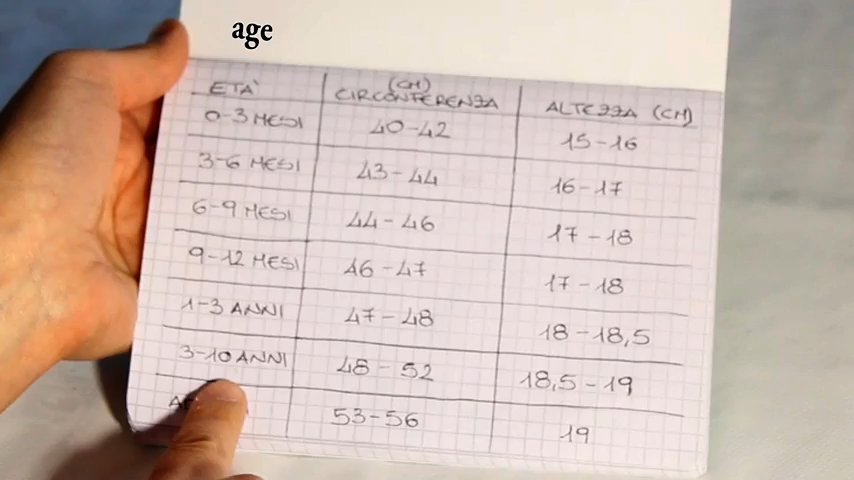 age
ETÀ (CM) CIRCONFERENZA ALTEZZA (CM)
0-3 MESI 40-42 15-16
3-6 MESI 43-44 16-17
6-9 MESI 44-46 17-18
9-12 MESI 46-47 17-18
1-3 ANNI 47-48 18-18,5
3-10 ANNI 48-52 18,5-19
53-56 19